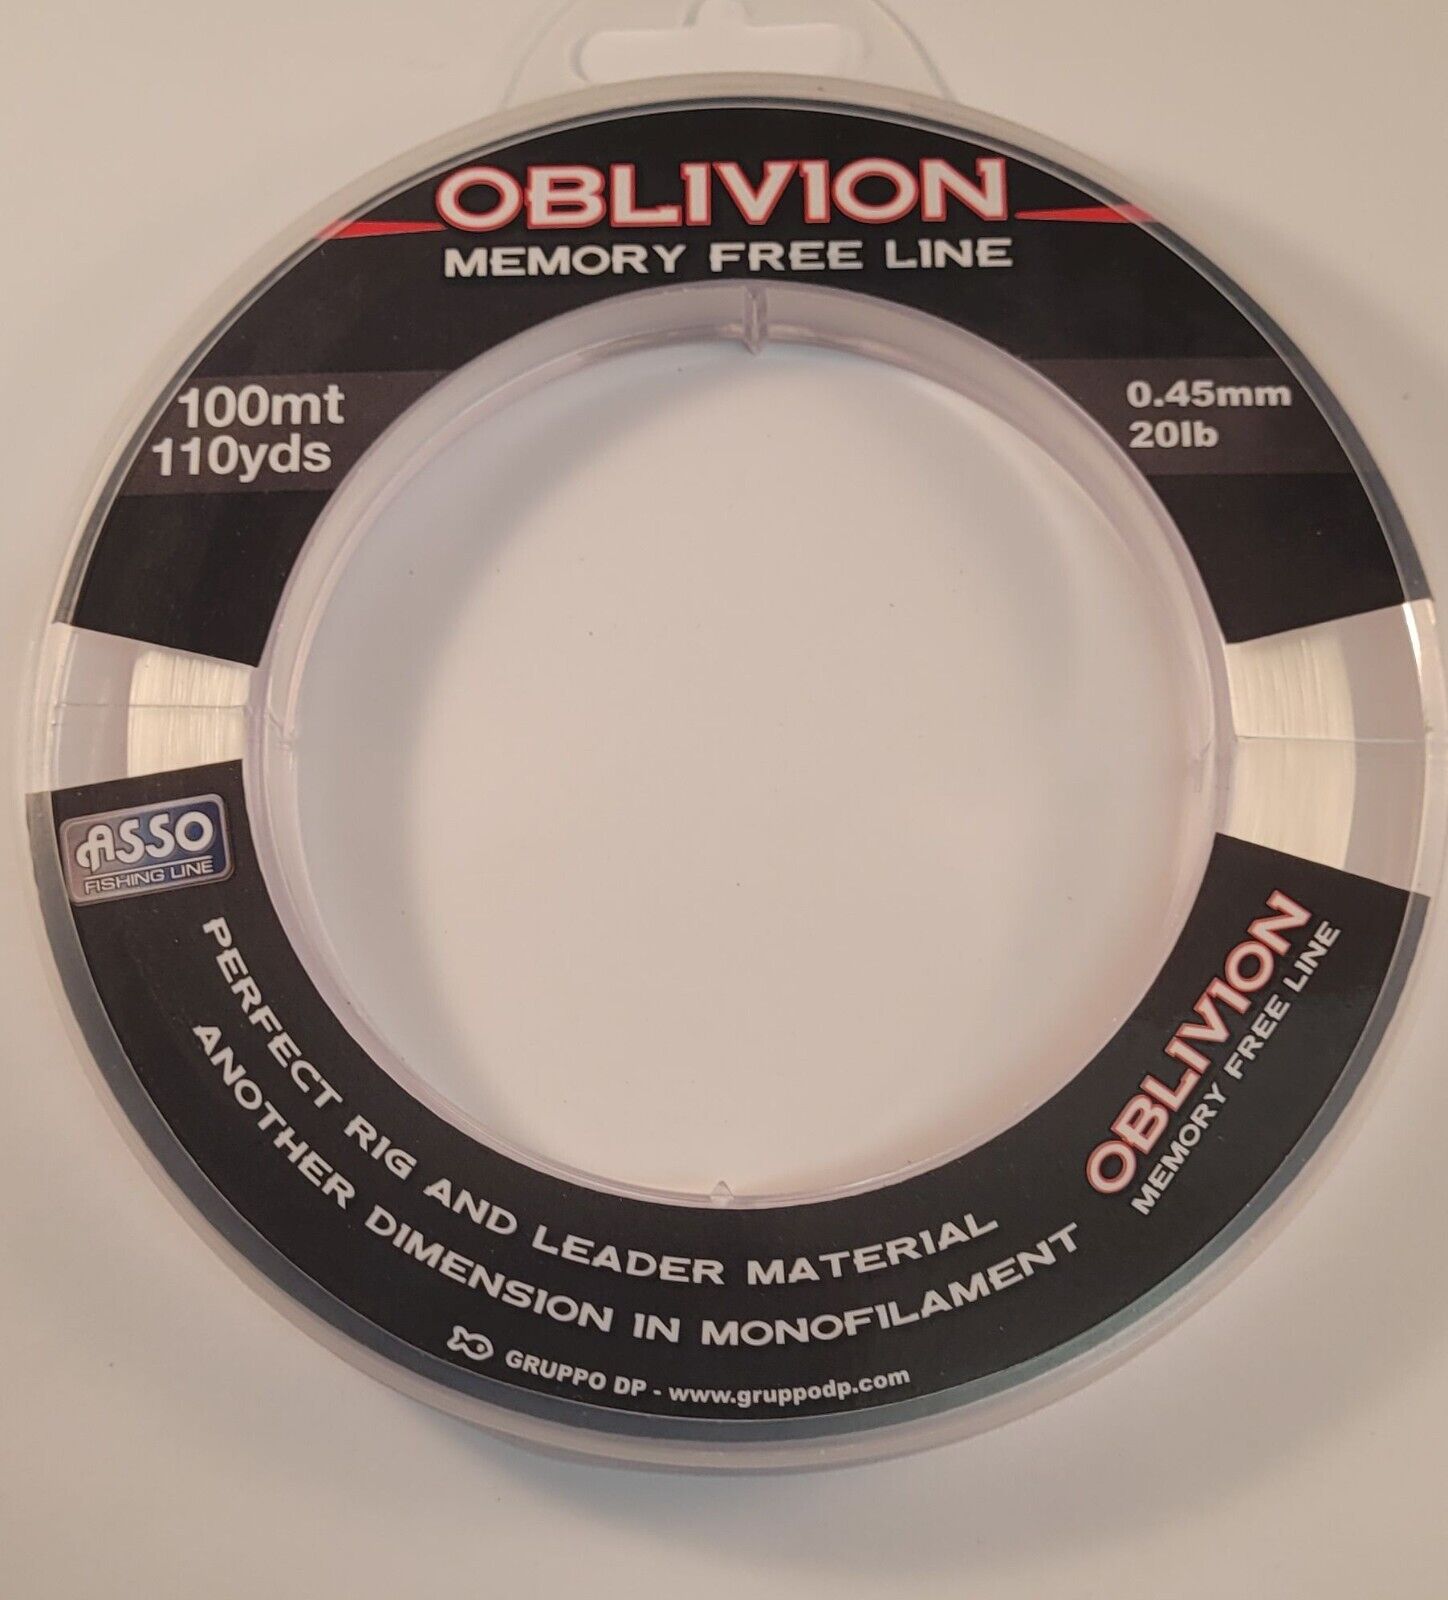 OBLIVION
MEMORY FREE LINE
100mt
110yds
0.45mm
20lb
ASSO
FISHING LINE
PERFECT RIG AND LEADER MATERIAL
ANOTHER DIMENSION IN MONOFILAMENT
GRUPPO DP - www.gruppodp.com
OBLIVION
MEMORY FREE LINE